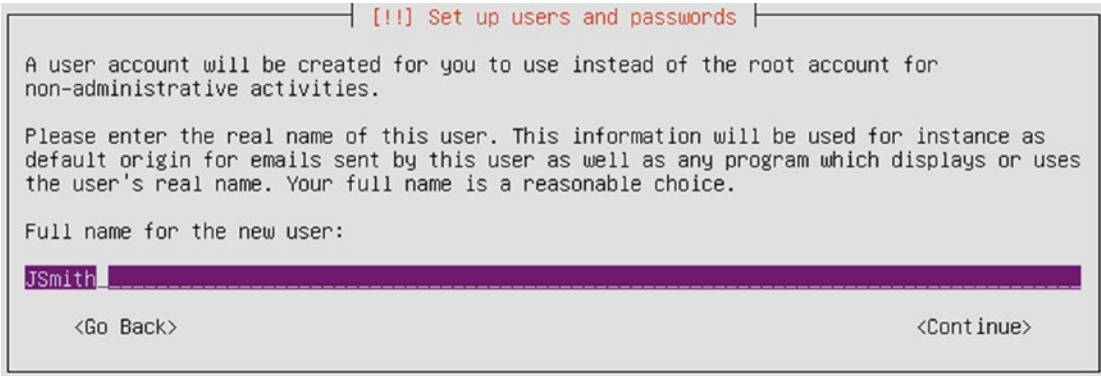 [!!] Set up users and passwords
A user account will be created for you to use instead of the root account for
non-administrative activities.
Please enter the real name of this user. This information will be used for instance as
default origin for emails sent by this user as well as any program which displays or uses
the user's real name. Your full name is a reasonable choice.
Full name for the new user:
JSmith
<Go Back> <Continue>